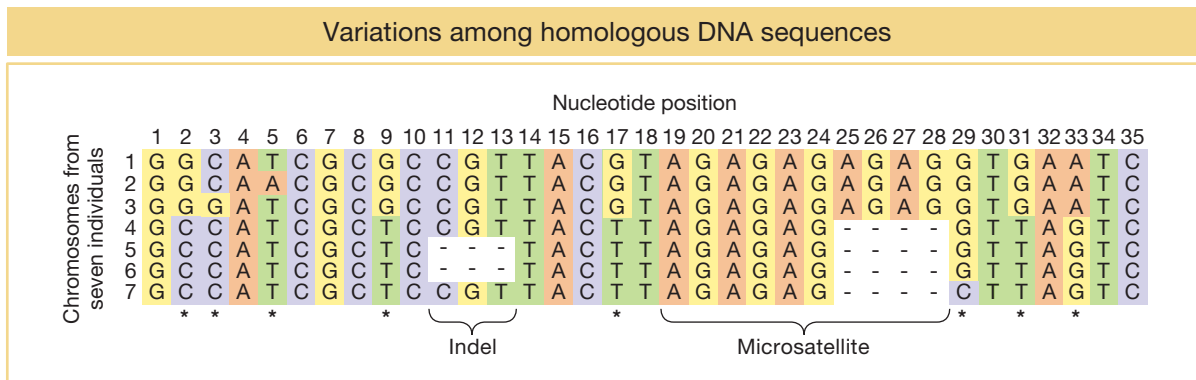 Variations among homologous DNA sequences
Nucleotide position
1 2 3 4 5 6 7 8 9 10 11 12 13 14 15 16 17 18 19 20 21 22 23 24 25 26 27 28 29 30 31 32 33 34 35
Chromosomes from
seven individuals
1 G G C A T C G C G C C G T T A C G T A G A G A G A G A G G T G A A T C
2 G G C A A C G C G C C G T T A C G T A G A G A G A G A G G T G A A T C
3 G G G A T C G C G C C G T T A C G T A G A G A G A G A G G T G A A T C
4 G C C A T C G C T C C G T T A C T T A G A G A G - - - - G T T A G T C
5 G C C A T C G C T C - - - T A C T T A G A G A G - - - - G T T A G T C
6 G C C A T C G C T C - - - T A C T T A G A G A G - - - - G T T A G T C
7 G C C A T C G C T C C G T T A C T T A G A G A G - - - - C T T A G T C
* * * * * * * *
Indel Microsatellite